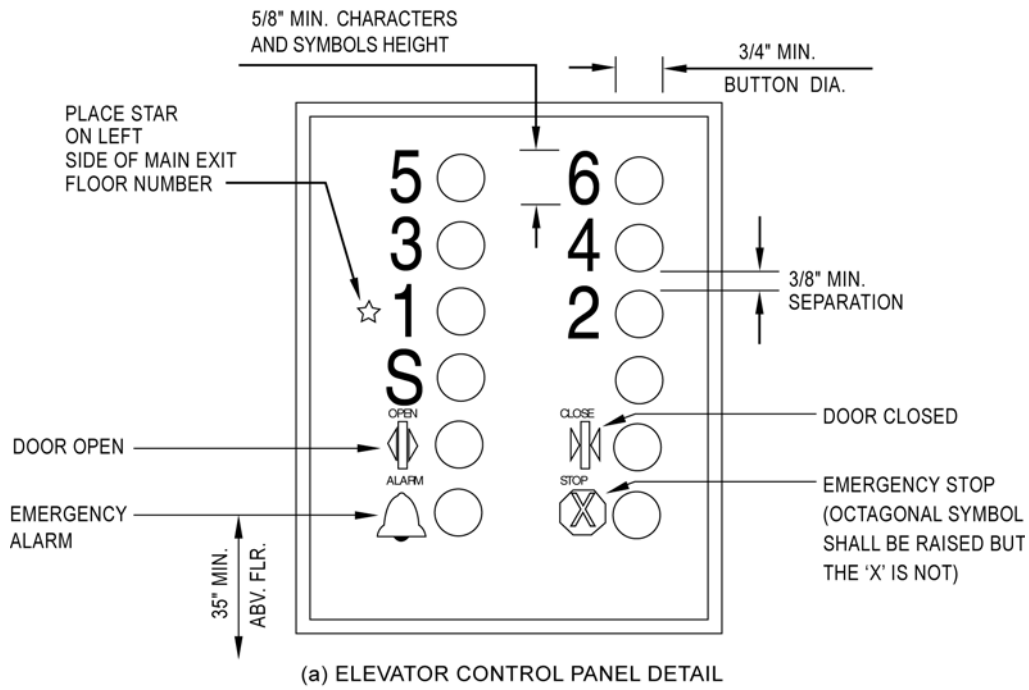 5/8" MIN. CHARACTERS
AND SYMBOLS HEIGHT
3/4" MIN.
BUTTON DIA.
PLACE STAR
ON LEFT
SIDE OF MAIN EXIT
FLOOR NUMBER
5
6
3
4
3/8" MIN.
SEPARATION
1
2
S
OPEN
CLOSE
DOOR OPEN
DOOR CLOSED
ALARM
STOP
X
EMERGENCY
ALARM
EMERGENCY STOP
(OCTAGONAL SYMBOL
SHALL BE RAISED BUT
THE 'X' IS NOT)
35" MIN.
ABV. FLR.
(a) ELEVATOR CONTROL PANEL DETAIL